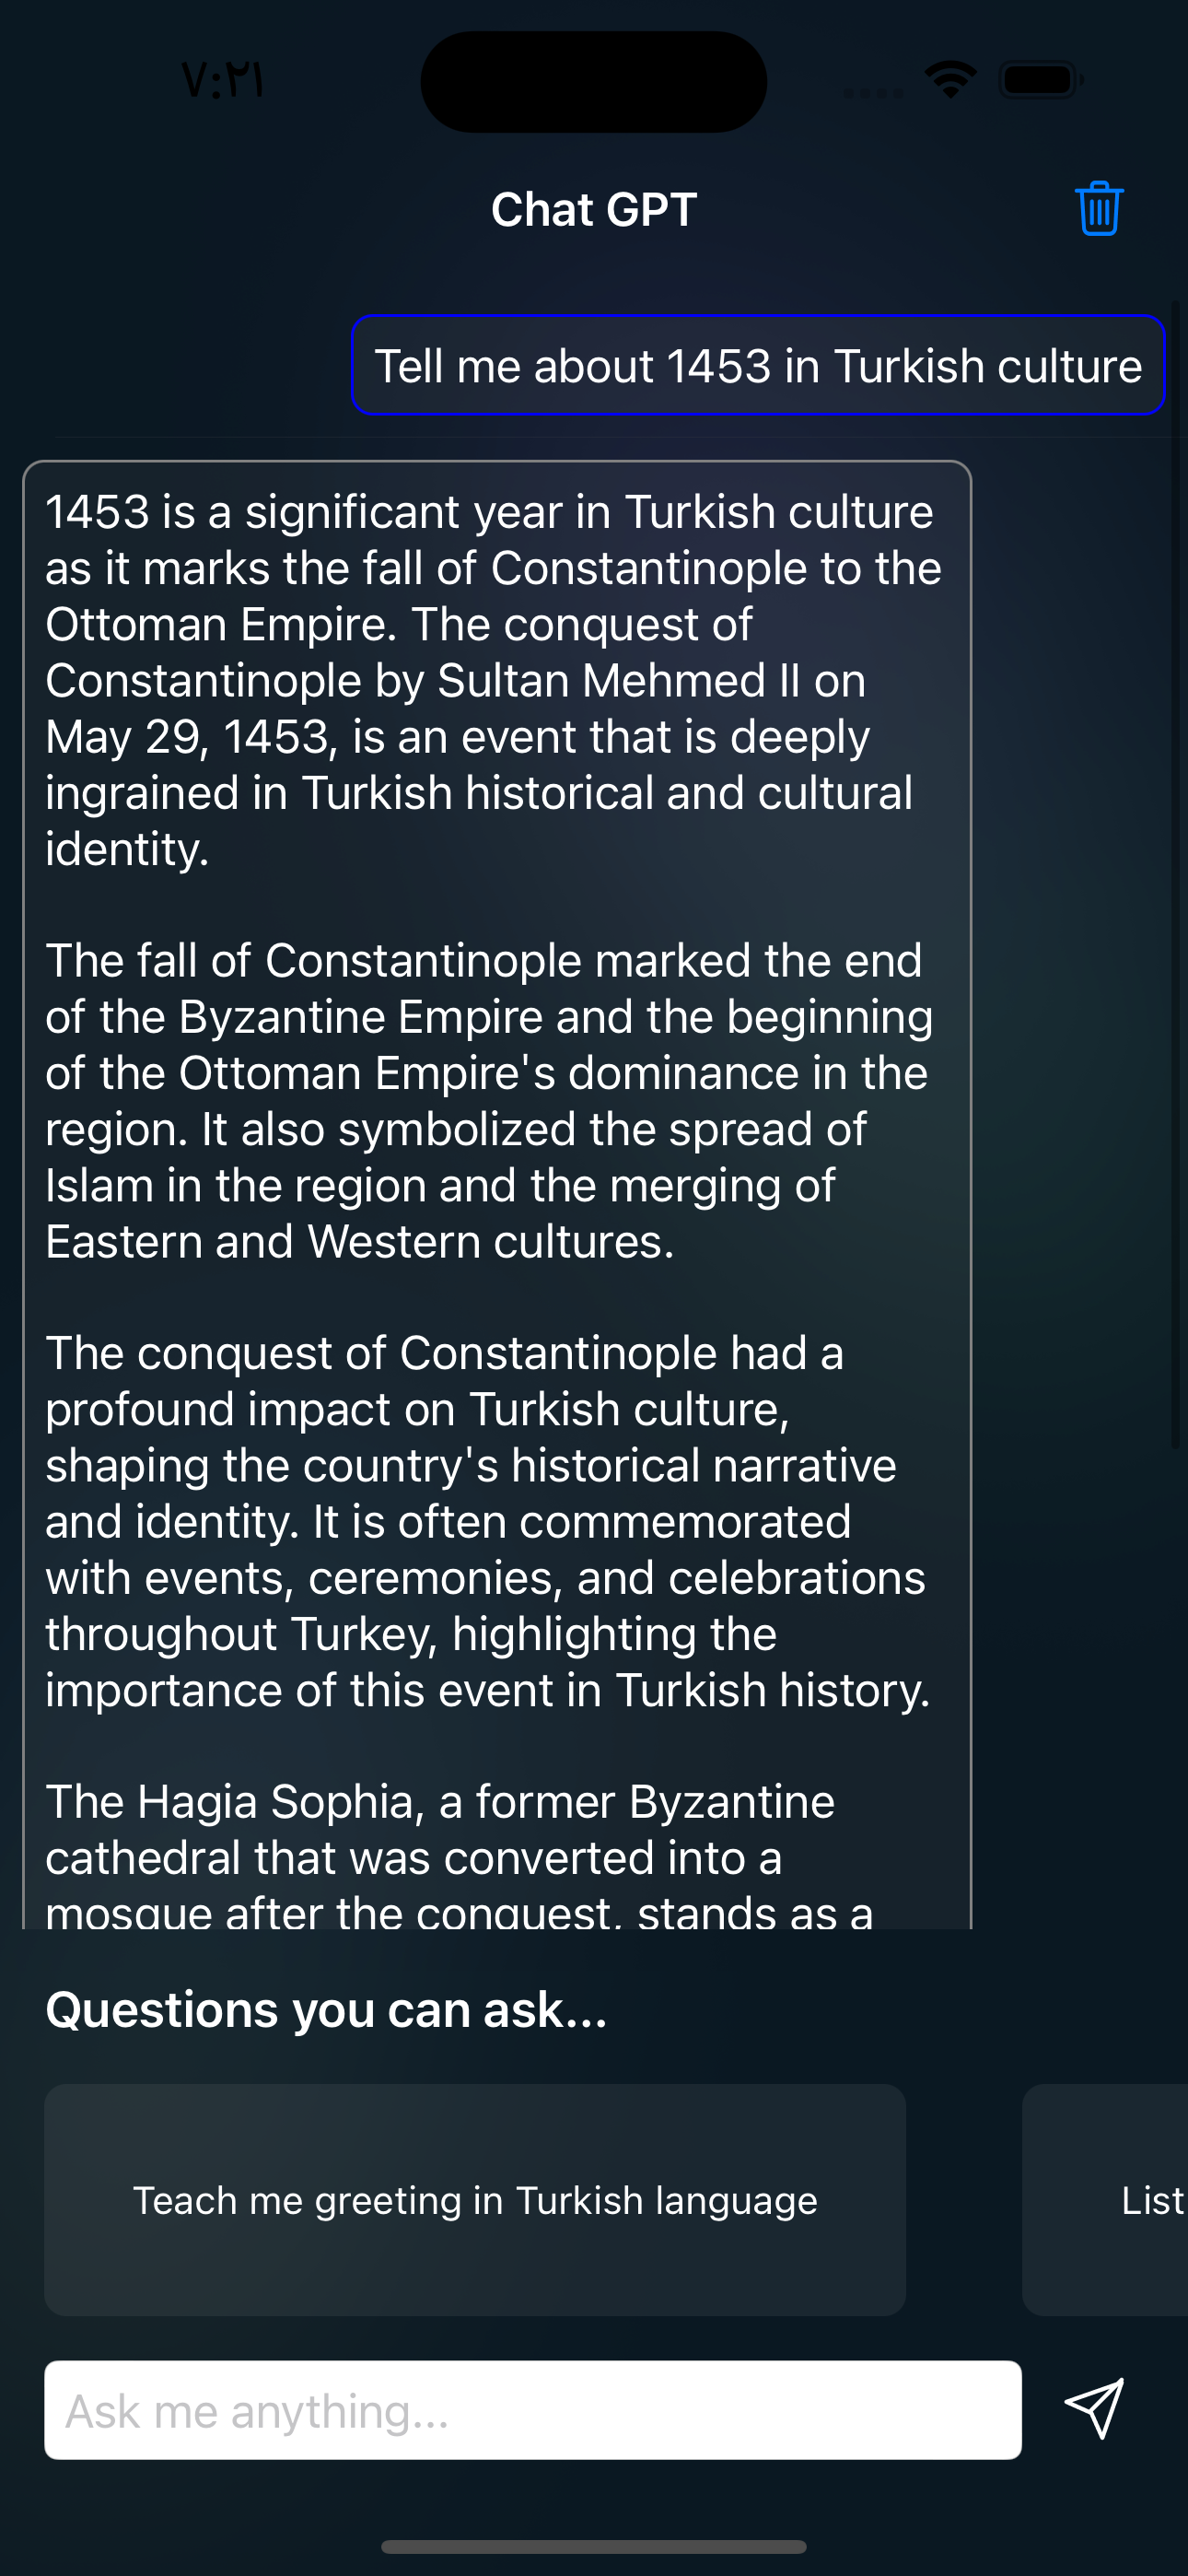 ۷:۲۱
Chat GPT
Tell me about 1453 in Turkish culture
1453 is a significant year in Turkish culture
as it marks the fall of Constantinople to the
Ottoman Empire. The conquest of
Constantinople by Sultan Mehmed II on
May 29, 1453, is an event that is deeply
ingrained in Turkish historical and cultural
identity.
The fall of Constantinople marked the end
of the Byzantine Empire and the beginning
of the Ottoman Empire's dominance in the
region. It also symbolized the spread of
Islam in the region and the merging of
Eastern and Western cultures.
The conquest of Constantinople had a
profound impact on Turkish culture,
shaping the country's historical narrative
and identity. It is often commemorated
with events, ceremonies, and celebrations
throughout Turkey, highlighting the
importance of this event in Turkish history.
The Hagia Sophia, a former Byzantine
cathedral that was converted into a
mosque after the conquest, stands as a
Questions you can ask...
Teach me greeting in Turkish language
List
Ask me anything...